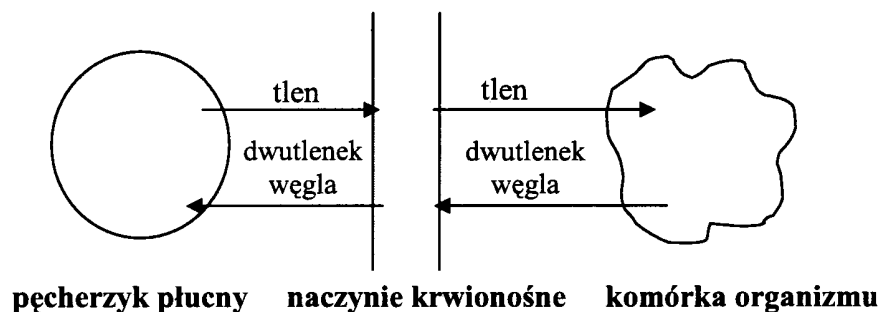 tlen
tlen
dwutlenek
węgla
dwutlenek
węgla
pęcherzyk płucny naczynie krwionośne komórka organizmu